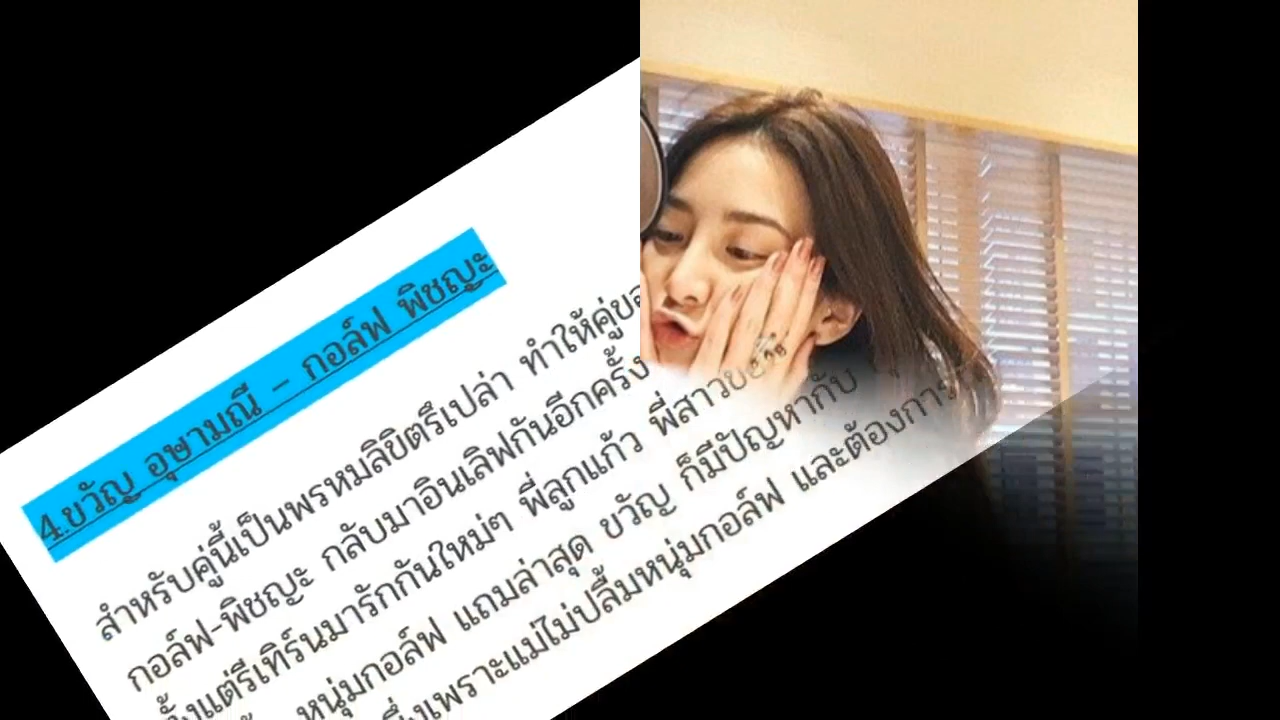 4.ขวัญ อุษามณี – กอล์ฟ พิชญะ
สำหรับคู่นี้เป็นพรหมลิขิตรึเปล่า ทำให้คู่ของ
กอล์ฟ-พิชญะ กลับมาอินเลิฟกันอีกครั้ง
ตั้งแต่รีเทิร์นมารักกันใหม่ๆ พี่ลูกแก้ว พี่สาวของ
หนุ่มกอล์ฟ แถมล่าสุด ขวัญ ก็มีปัญหากับ
เพราะแม่ไม่ปลื้มหนุ่มกอล์ฟ และต้องการ